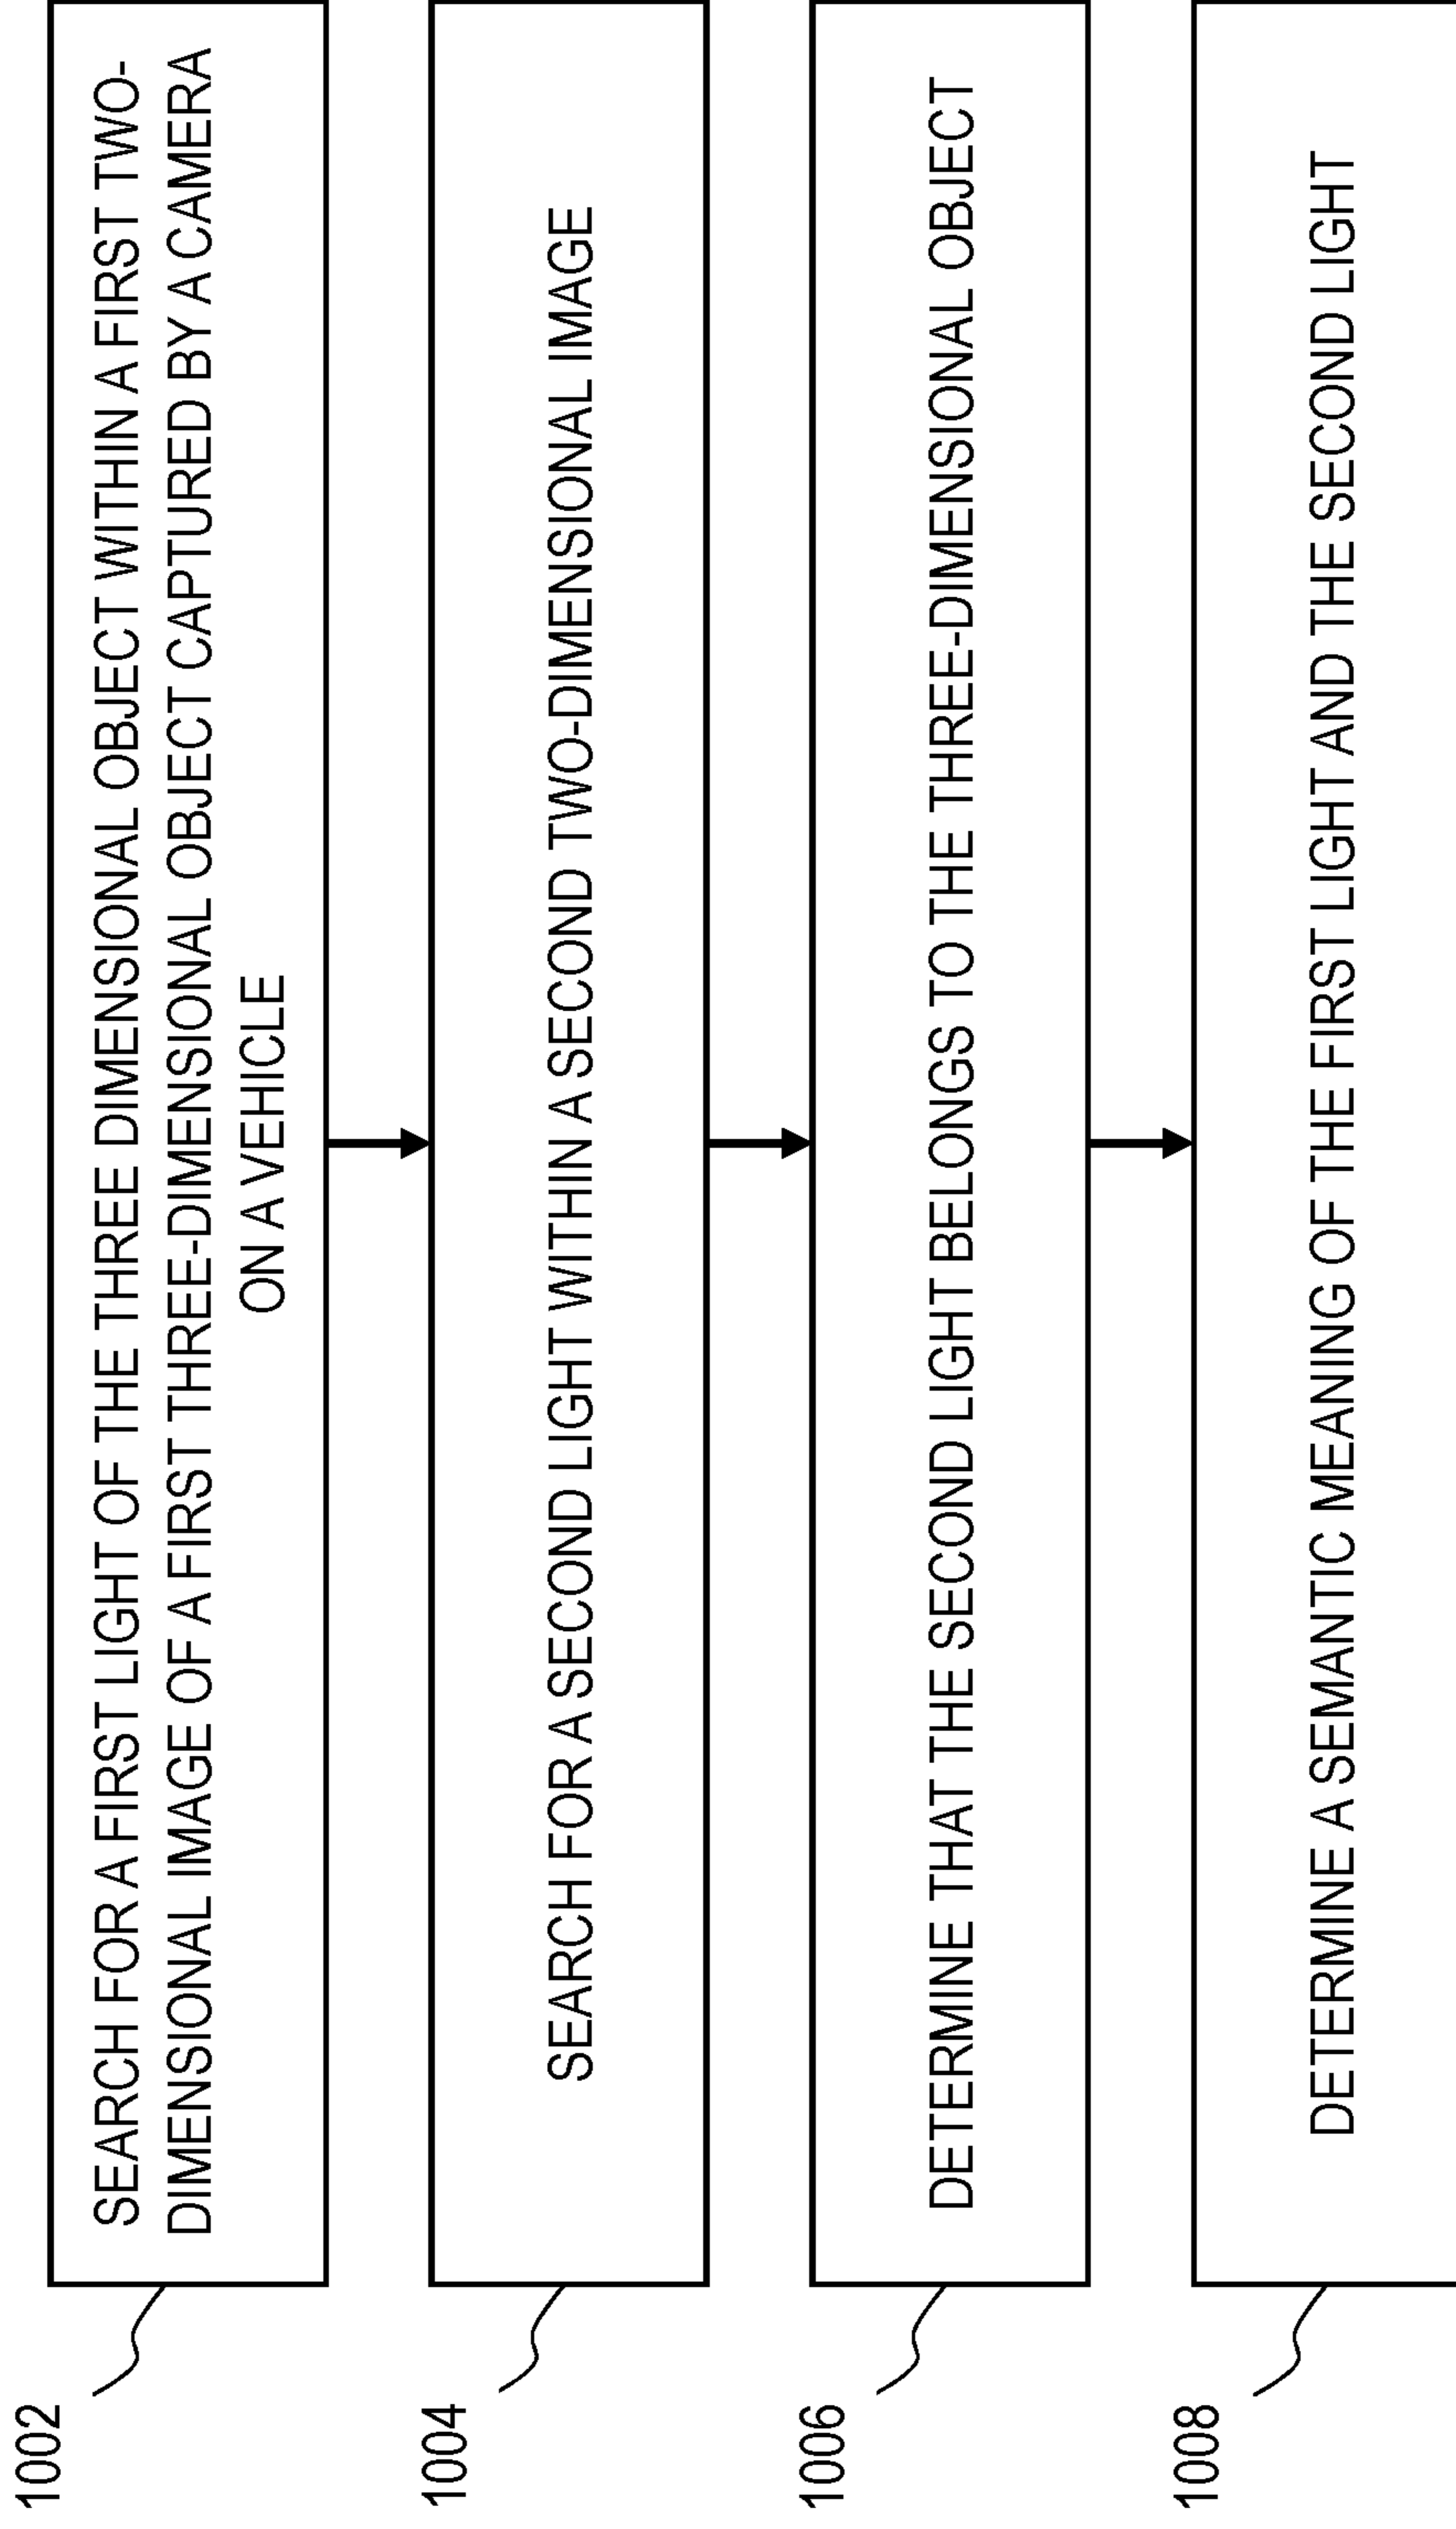 1002
SEARCH FOR A FIRST LIGHT OF THE THREE DIMENSIONAL OBJECT WITHIN A FIRST TWO-
DIMENSIONAL IMAGE OF A FIRST THREE-DIMENSIONAL OBJECT CAPTURED BY A CAMERA
ON A VEHICLE
1004
SEARCH FOR A SECOND LIGHT WITHIN A SECOND TWO-DIMENSIONAL IMAGE
1006
DETERMINE THAT THE SECOND LIGHT BELONGS TO THE THREE-DIMENSIONAL OBJECT
1008
DETERMINE A SEMANTIC MEANING OF THE FIRST LIGHT AND THE SECOND LIGHT